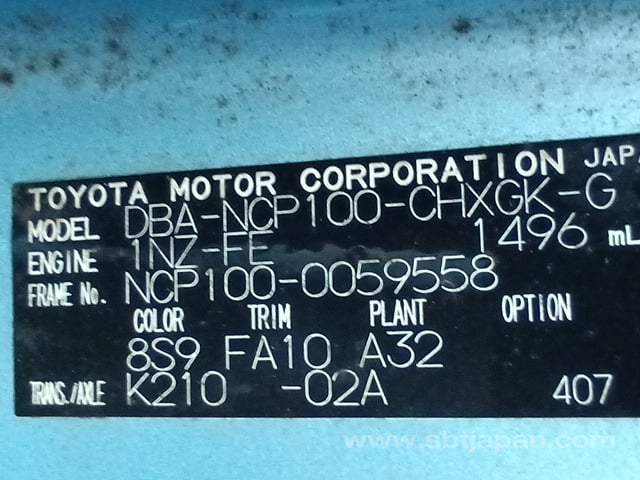 TOYOTA MOTOR CORPORATION JAPA
MODEL DBA-NCP100-CHXGK-G
ENGINE 1NZ-FE 1496 mL
FRAME No. NCP100-0059558
COLOR TRIM PLANT OPTION
8S9 FA10 A32
TRANS./AXLE K210 -02A 407
www.sbtjapan.com